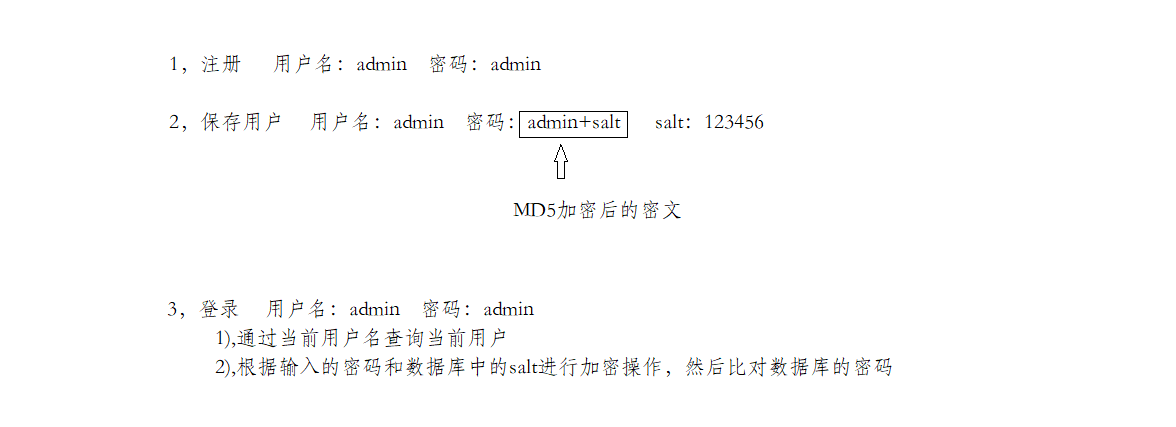 1，注册 用户名：admin 密码：admin
2，保存用户 用户名：admin 密码：admin+salt salt：123456
MD5加密后的密文
3，登录 用户名：admin 密码：admin
1),通过当前用户名查询当前用户
2),根据输入的密码和数据库中的salt进行加密操作，然后比对数据库的密码